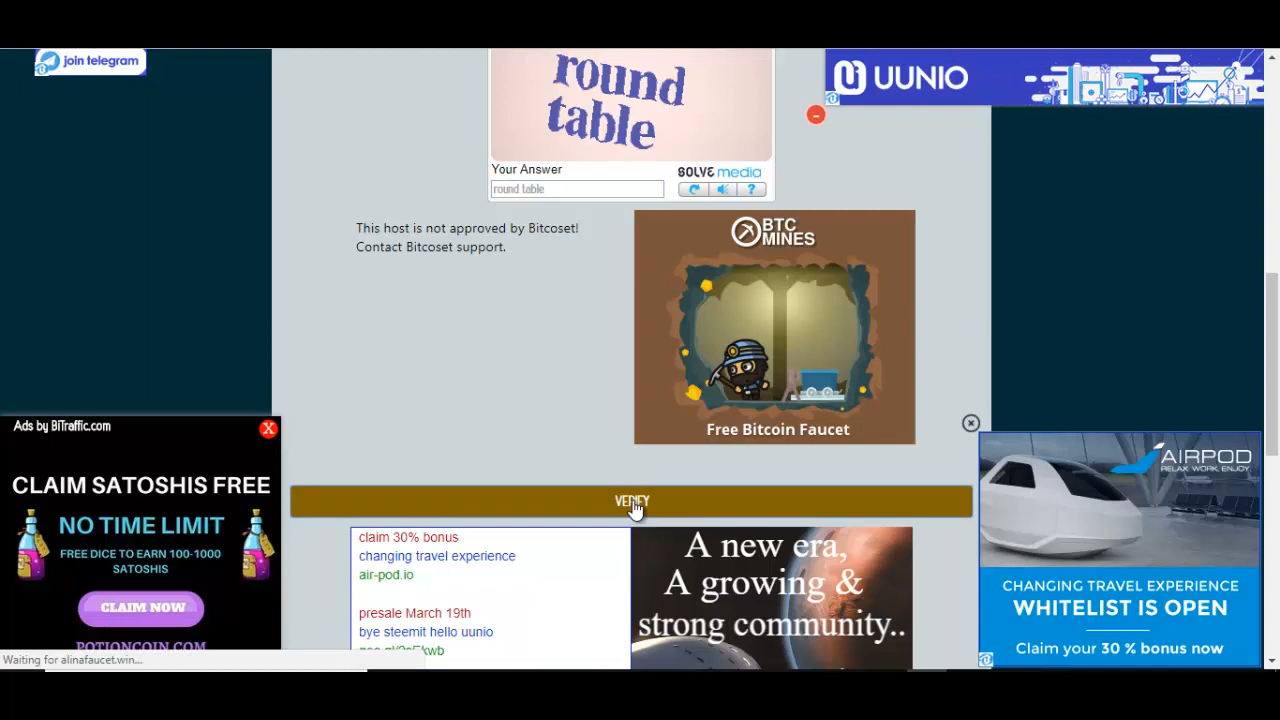 join telegram
round
table
UUNIO
Your Answer
SOLVE media
round table
This host is not approved by Bitcoset!
Contact Bitcoset support.
BTC
MINES
Free Bitcoin Faucet
Ads by BiTraffic.com
X
CLAIM SATOSHIS FREE
NO TIME LIMIT
FREE DICE TO EARN 100-1000
SATOSHIS
CLAIM NOW
POTIONCOIN.COM
VERIFY
claim 30% bonus
changing travel experience
air-pod.io
presale March 19th
bye steemit hello uunio
A new era,
A growing &
strong community..
AIRPOD
RELAX. WORK. ENJOY.
CHANGING TRAVEL EXPERIENCE
WHITELIST IS OPEN
Claim your 30 % bonus now
Waiting for alinafaucet.win...